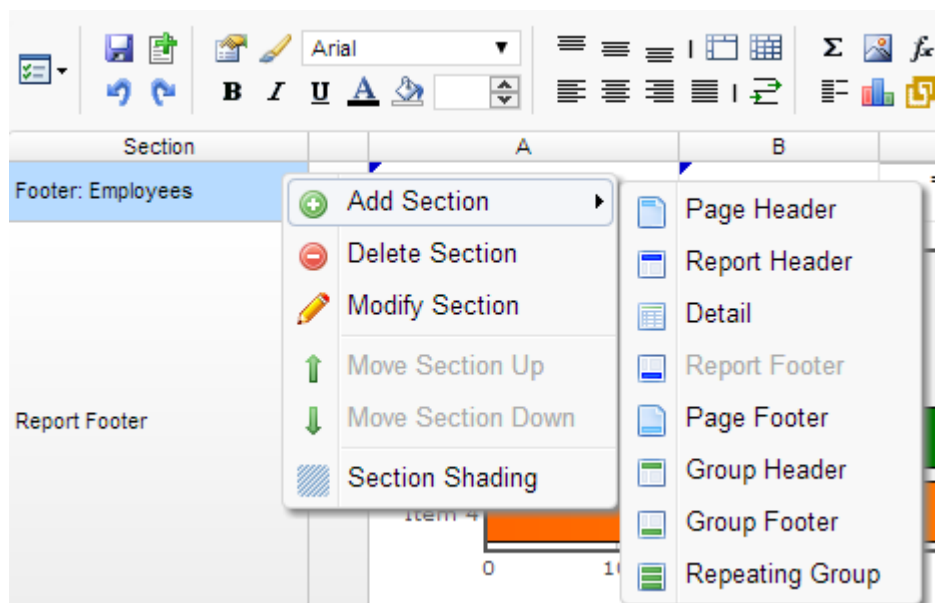 Arial
B I U A
Σ fx
Section A B
Footer: Employees
Add Section
Delete Section
Modify Section
Move Section Up
Move Section Down
Section Shading
Page Header
Report Header
Detail
Report Footer
Page Footer
Group Header
Group Footer
Repeating Group
Report Footer
Item 4
0